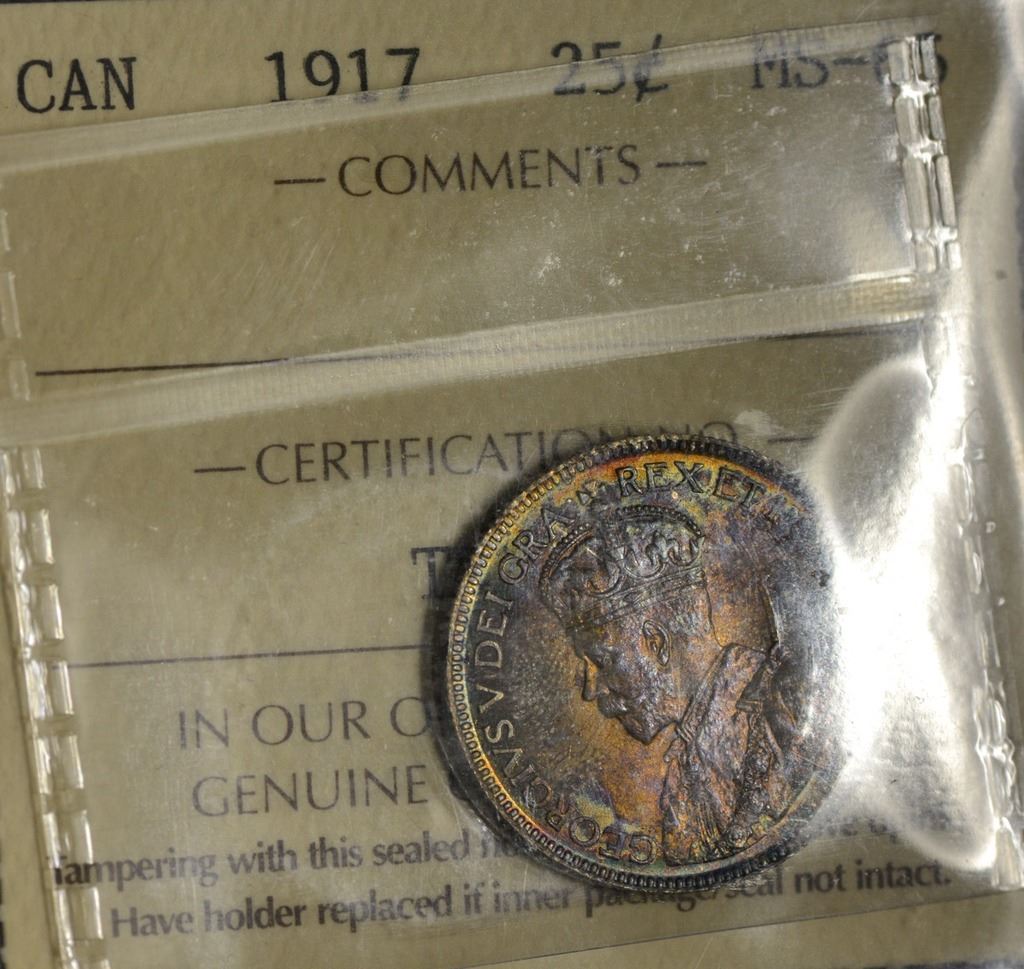 CAN 1917 25¢ MS-65
— COMMENTS —
— CERTIFICATION NO. —
IN OUR
GENUINE
Tampering with this sealed
Have holder replaced if inner package/seal not intact.
GEORGIVS V DEI GRA: REX ET